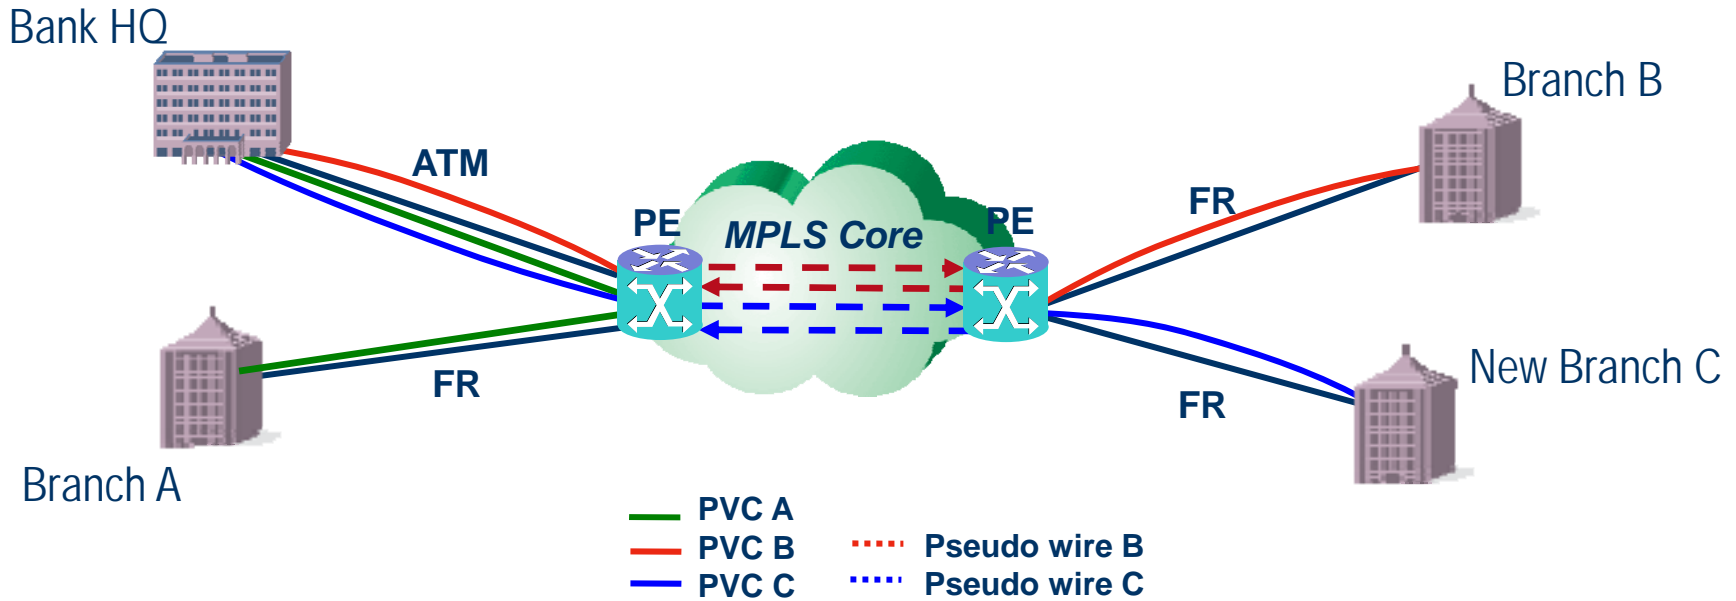 Bank HQ
Branch B
ATM
FR
PE
MPLS Core
PE
New Branch C
FR
FR
Branch A
PVC A
PVC B
Pseudo wire B
PVC C
Pseudo wire C